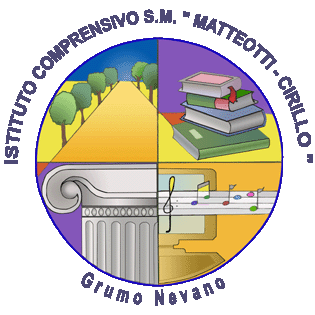 ISTITUTO COMPRENSIVO S.M. " MATTEOTTI - CIRILLO "
Grumo Nevano